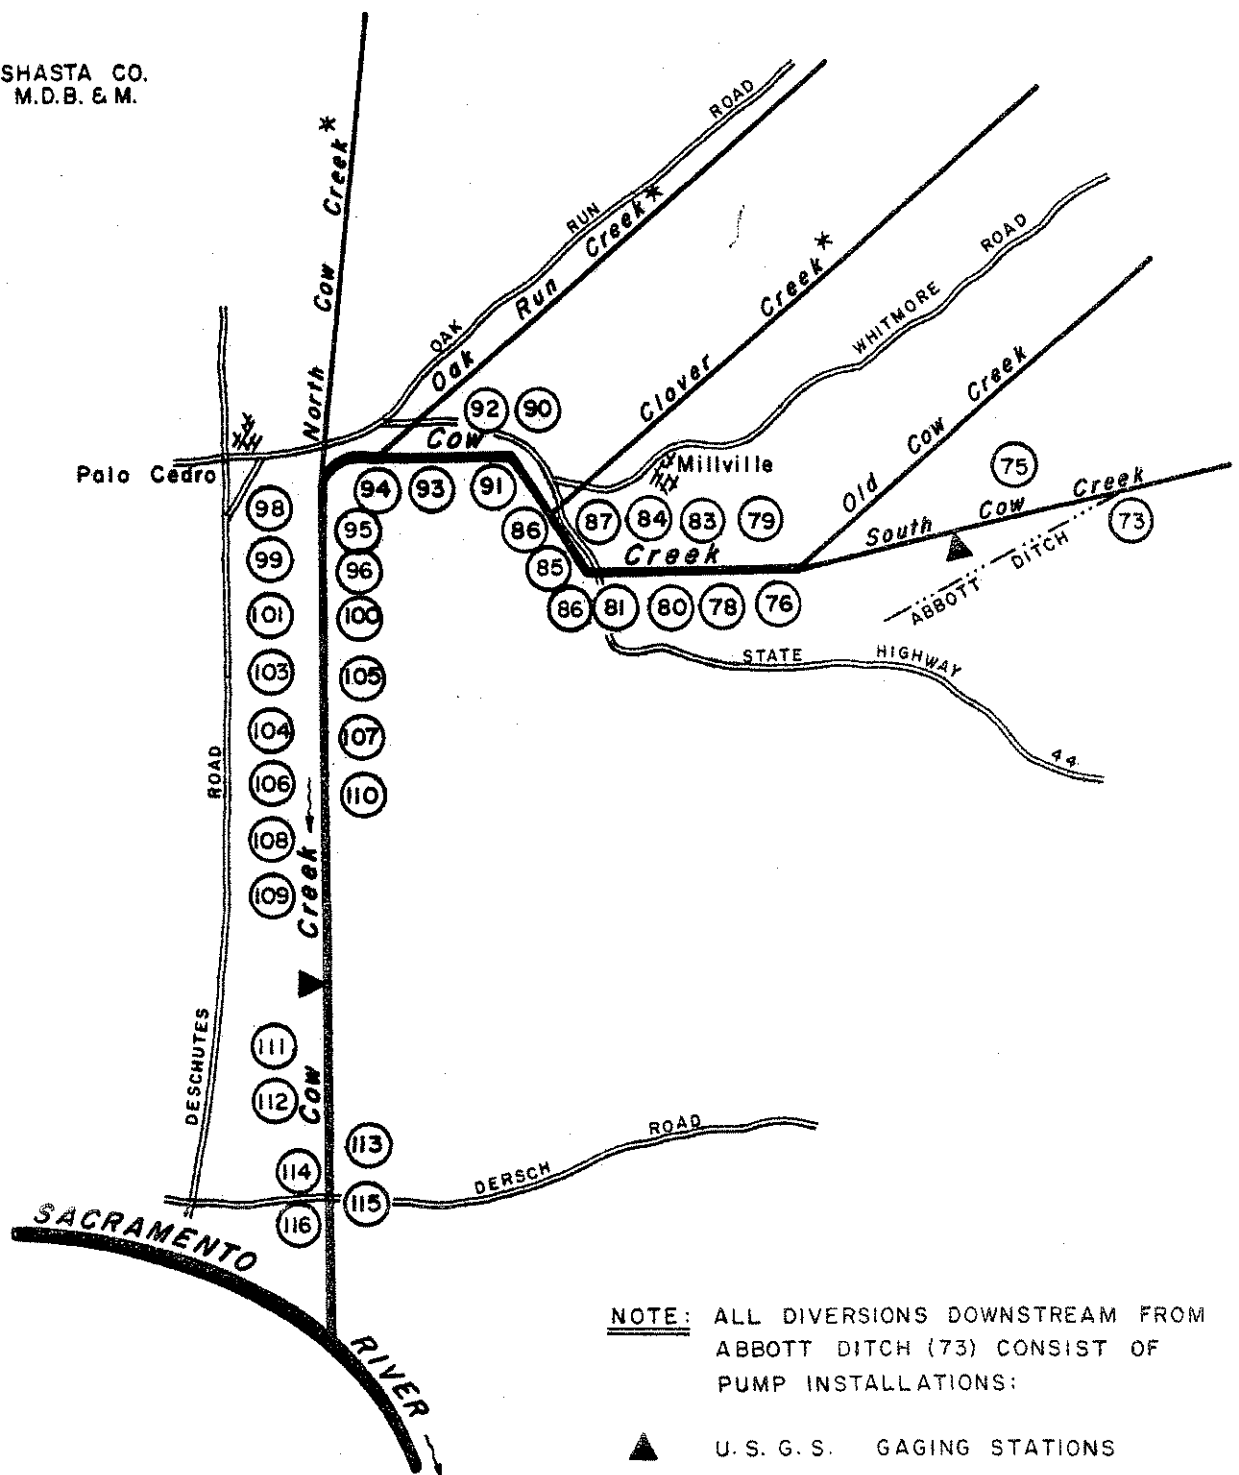 SHASTA CO.
M.D.B. & M.
North Cow Creek*
OAK RUN ROAD
Oak Run Creek*
Clover Creek*
WHITMORE ROAD
Old Cow Creek
South Cow Creek
ABBOTT DITCH
Palo Cedro
Millville
Cow Creek
92 90
75
73
94 93 91
98
95
86
87 84 83 79
99
96
85
86 81 80 78 76
101
100
STATE HIGHWAY 44
103
105
104
107
106
110
108
109
Cow Creek
DESCHUTES ROAD
111
112
113
114
115
116
DERSCH ROAD
SACRAMENTO RIVER
NOTE: ALL DIVERSIONS DOWNSTREAM FROM
ABBOTT DITCH (73) CONSIST OF
PUMP INSTALLATIONS:
U.S.G.S. GAGING STATIONS